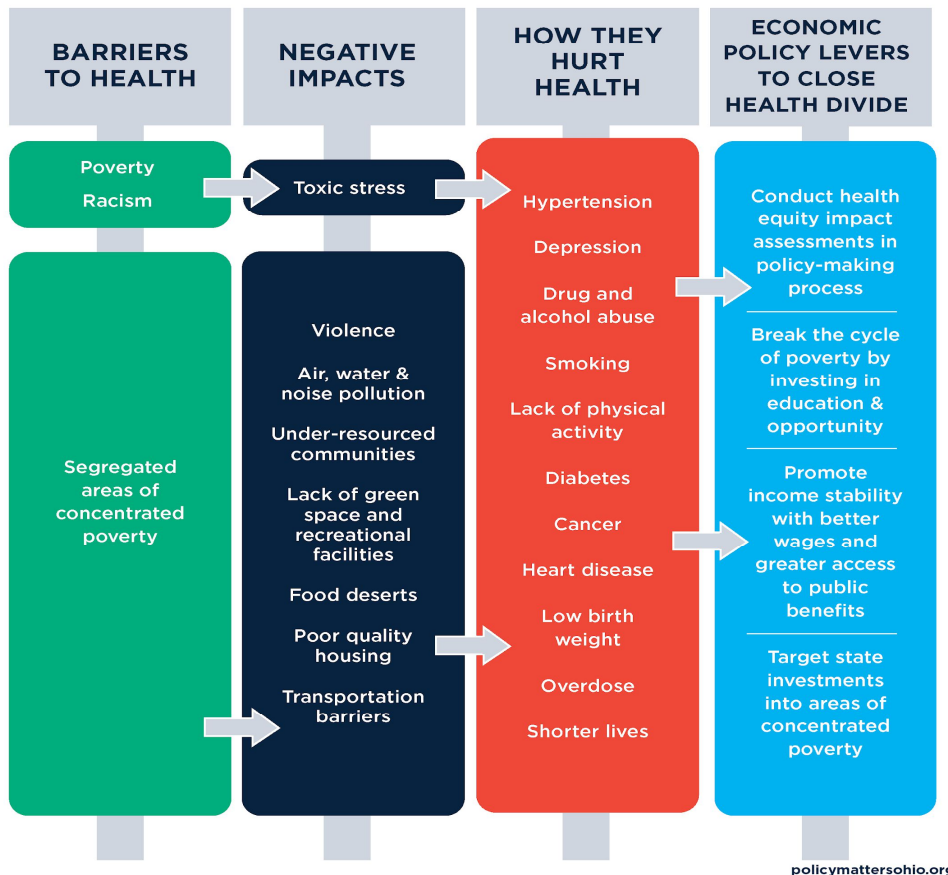 BARRIERS
TO HEALTH
Poverty
Racism
Segregated
areas of
concentrated
poverty
NEGATIVE
IMPACTS
Toxic stress
Violence
Air, water &
noise pollution
Under-resourced
communities
Lack of green
space and
recreational
facilities
Food deserts
Poor quality
housing
Transportation
barriers
HOW THEY
HURT
HEALTH
Hypertension
Depression
Drug and
alcohol abuse
Smoking
Lack of physical
activity
Diabetes
Cancer
Heart disease
Low birth
weight
Overdose
Shorter lives
ECONOMIC
POLICY LEVERS
TO CLOSE
HEALTH DIVIDE
Conduct health
equity impact
assessments in
policy-making
process
Break the cycle
of poverty by
investing in
education &
opportunity
Promote
income stability
with better
wages and
greater access
to public
benefits
Target state
investments
into areas of
concentrated
poverty
policymattersohio.org